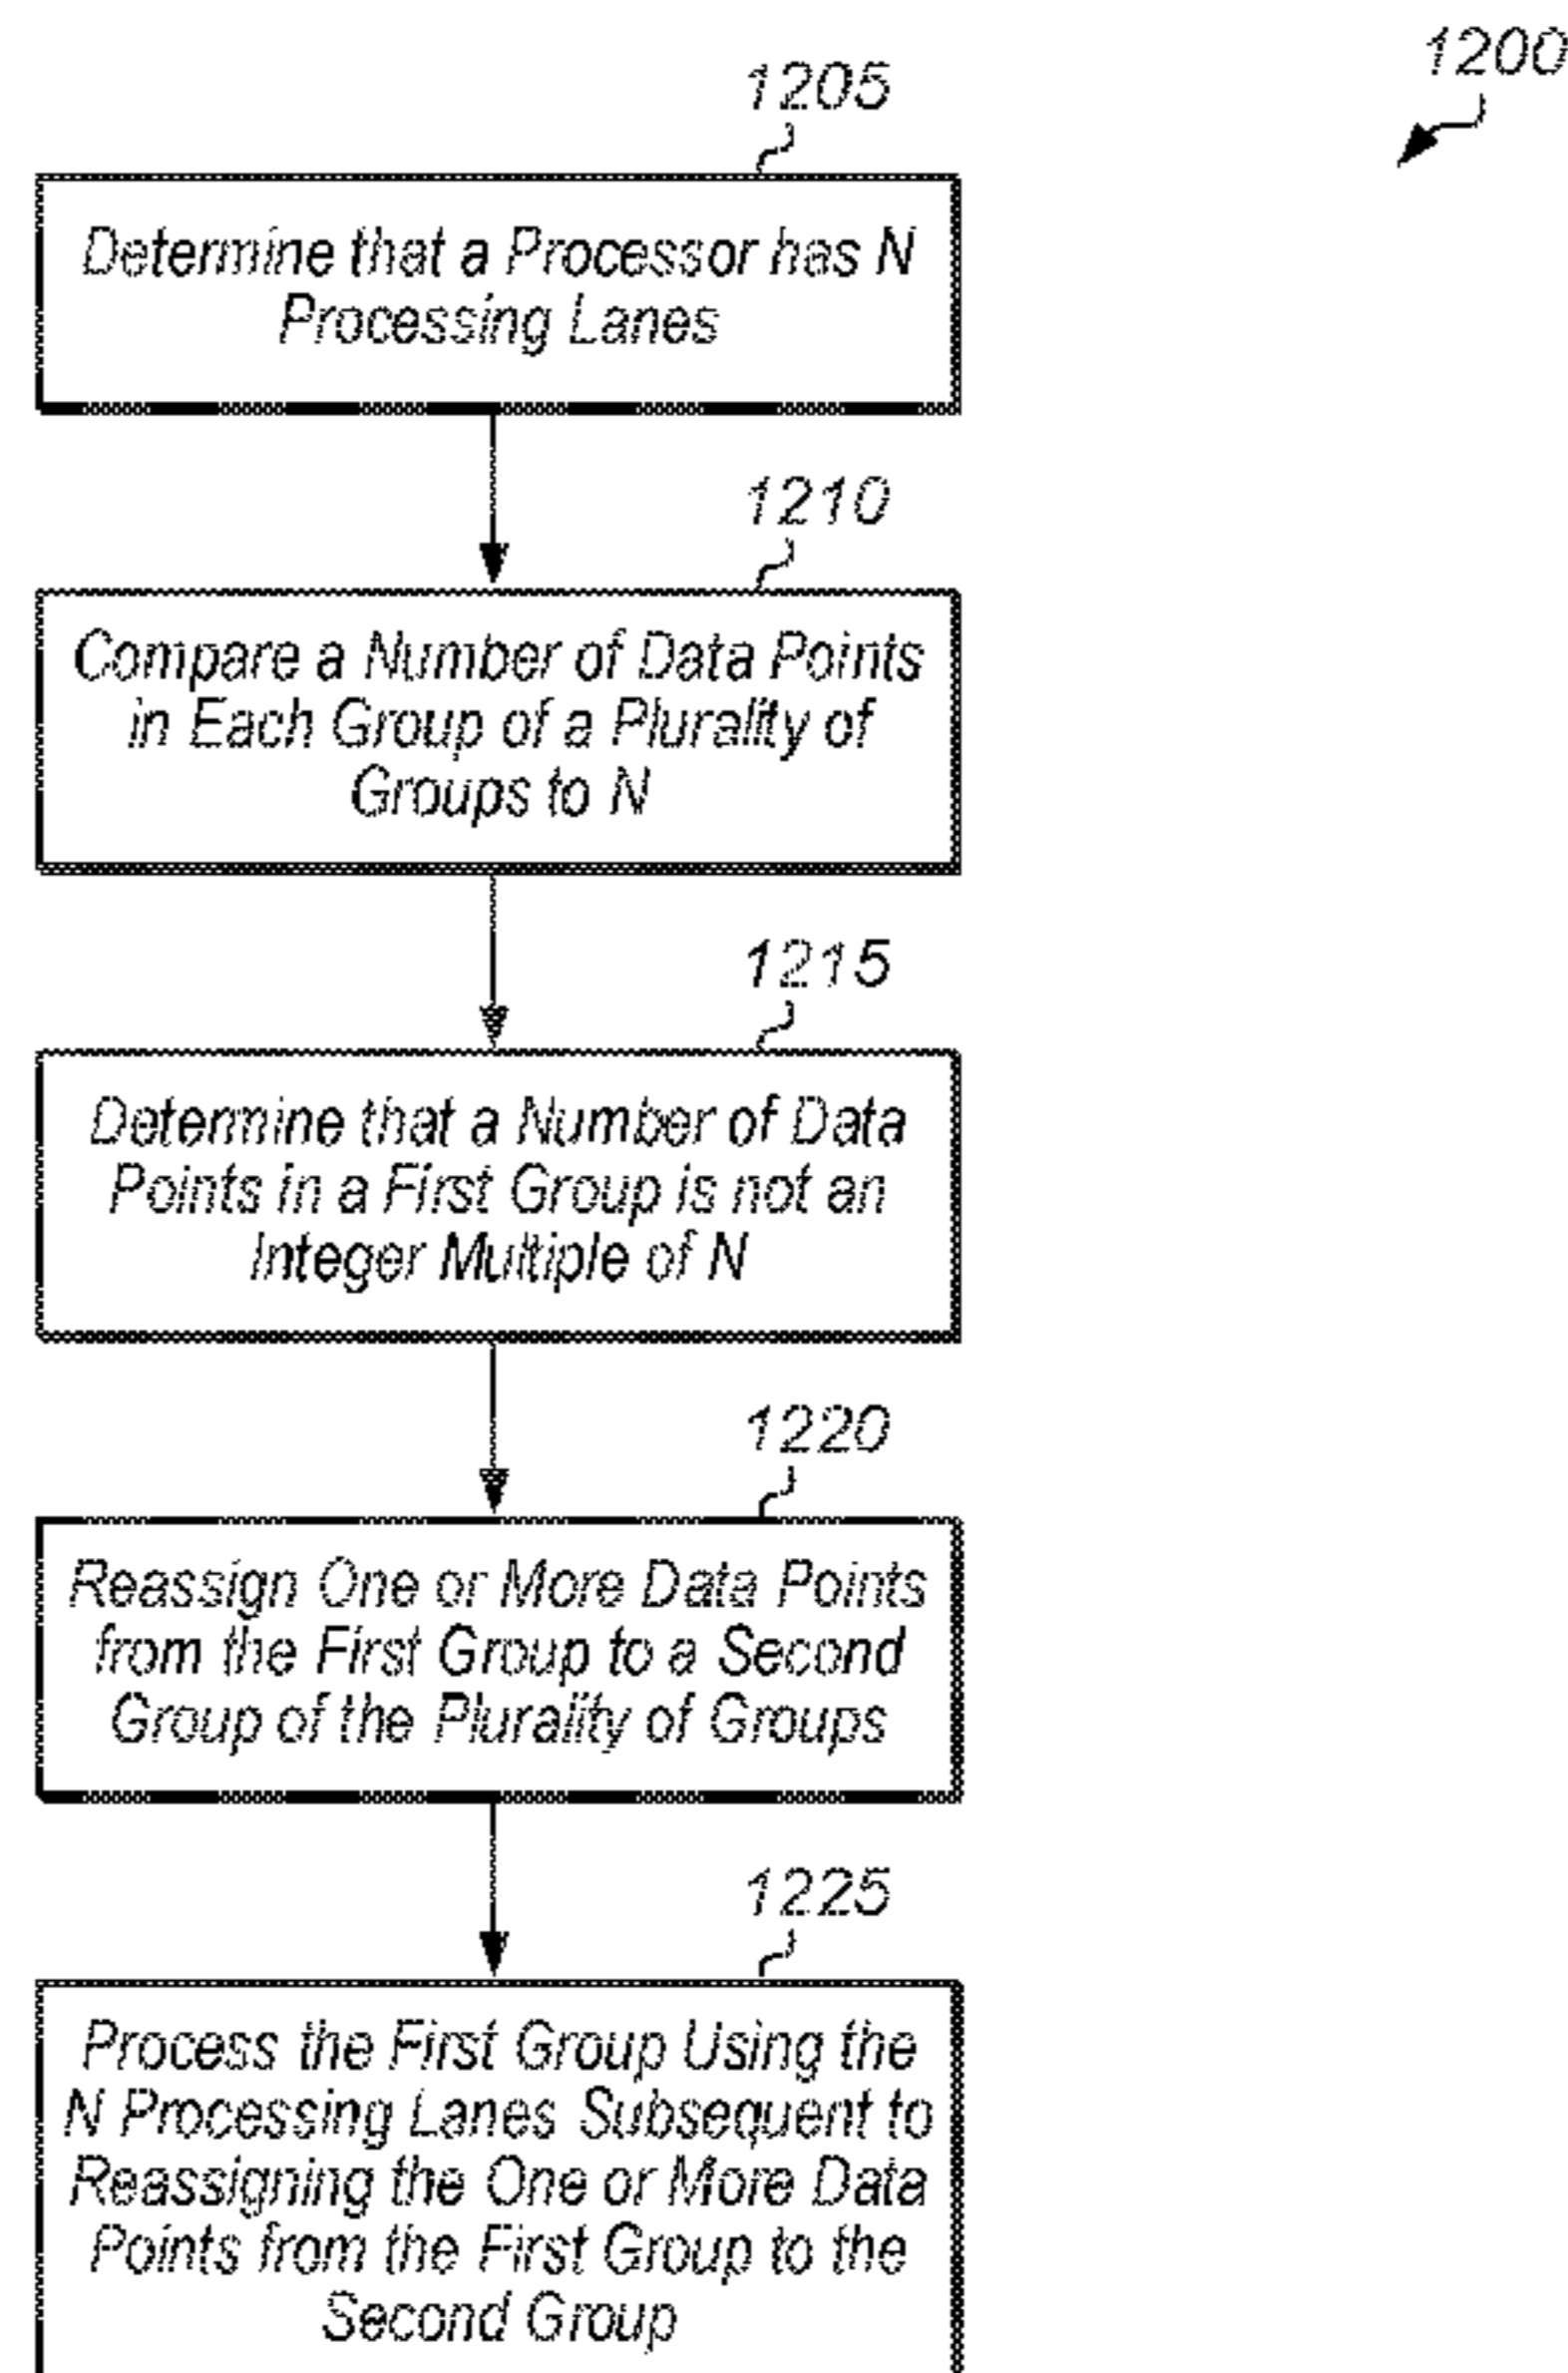 1200
1205
Determine that a Processor has N
Processing Lanes
1210
Compare a Number of Data Points
in Each Group of a Plurality of
Groups to N
1215
Determine that a Number of Data
Points in a First Group is not an
Integer Multiple of N
1220
Reassign One or More Data Points
from the First Group to a Second
Group of the Plurality of Groups
1225
Process the First Group Using the
N Processing Lanes Subsequent to
Reassigning the One or More Data
Points from the First Group to the
Second Group